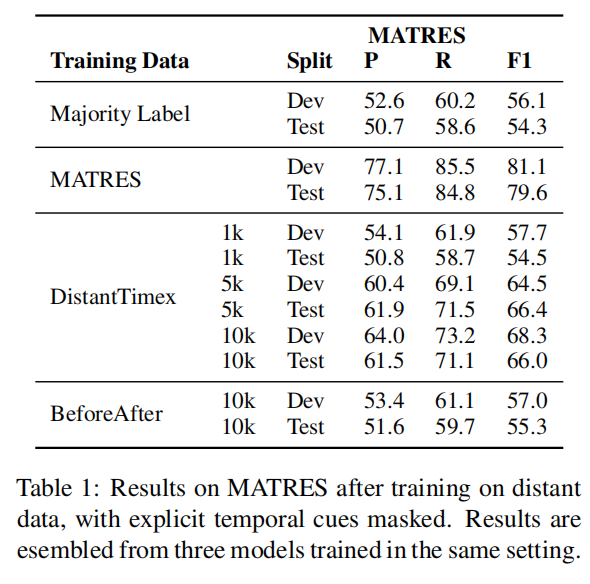 MATRES
Training Data Split P R F1
Majority Label
Dev 52.6 60.2 56.1
Test 50.7 58.6 54.3
MATRES
Dev 77.1 85.5 81.1
Test 75.1 84.8 79.6
DistantTimex
1k Dev 54.1 61.9 57.7
1k Test 50.8 58.7 54.5
5k Dev 60.4 69.1 64.5
5k Test 61.9 71.5 66.4
10k Dev 64.0 73.2 68.3
10k Test 61.5 71.1 66.0
BeforeAfter
10k Dev 53.4 61.1 57.0
10k Test 51.6 59.7 55.3
Table 1: Results on MATRES after training on distant
data, with explicit temporal cues masked. Results are
esembled from three models trained in the same setting.